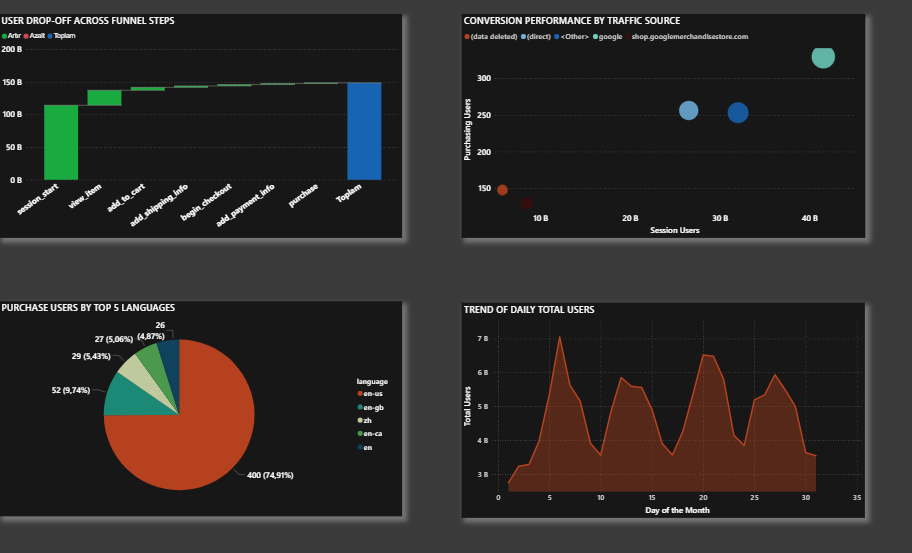 USER DROP-OFF ACROSS FUNNEL STEPS
Artır Azalt Toplam
200 B
150 B
100 B
50 B
0 B
session_start
view_item
add_to_cart
add_shipping_info
begin_checkout
add_payment_info
purchase
Toplam
CONVERSION PERFORMANCE BY TRAFFIC SOURCE
(data deleted) (direct) <Other> google shop.googlemerchandisestore.com
Purchasing Users
300
250
200
150
10 B 20 B 30 B 40 B
Session Users
PURCHASE USERS BY TOP 5 LANGUAGES
26
(4,87%)
27 (5,06%)
29 (5,43%)
52 (9,74%)
400 (74,91%)
language
en-us
en-gb
zh
en-ca
en
TREND OF DAILY TOTAL USERS
Total Users
7 B
6 B
5 B
4 B
3 B
0 5 10 15 20 25 30 35
Day of the Month